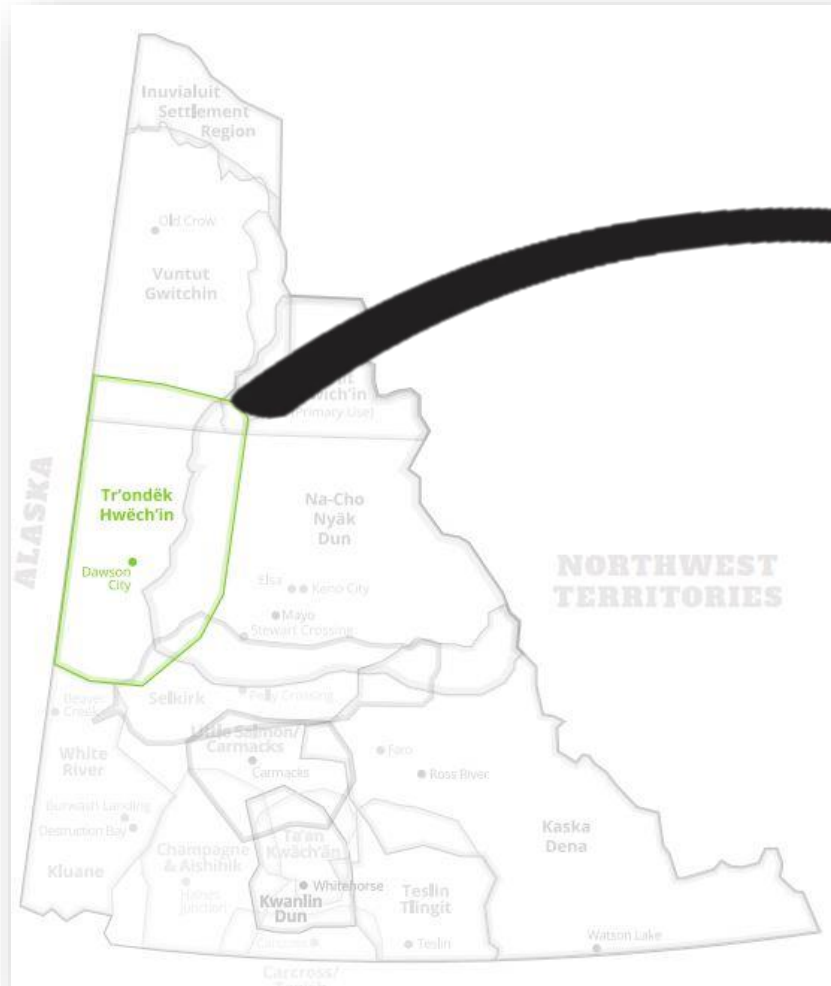 Inuvialuit
Settlement
Region
Old Crow
Vuntut
Gwitchin
(Primary Use)
ALASKA
Tr'ondëk
Hwëch'in
Dawson
City
Na-Cho
Nyäk
Dun
Elsa
Keno City
Mayo
Stewart Crossing
NORTHWEST
TERRITORIES
Selkirk
Pelly Crossing
Beaver
Creek
Little Salmon/
Carmacks
Carmacks
White
River
Faro
Ross River
Burwash Landing
Destruction Bay
Kluane
Champagne
& Aishihik
Haines
Junction
Ta'an
Kwäch'än
Kaska
Dena
Whitehorse
Kwanlin
Dun
Teslin
Tlingit
Carcross
Teslin
Watson Lake
Carcross/